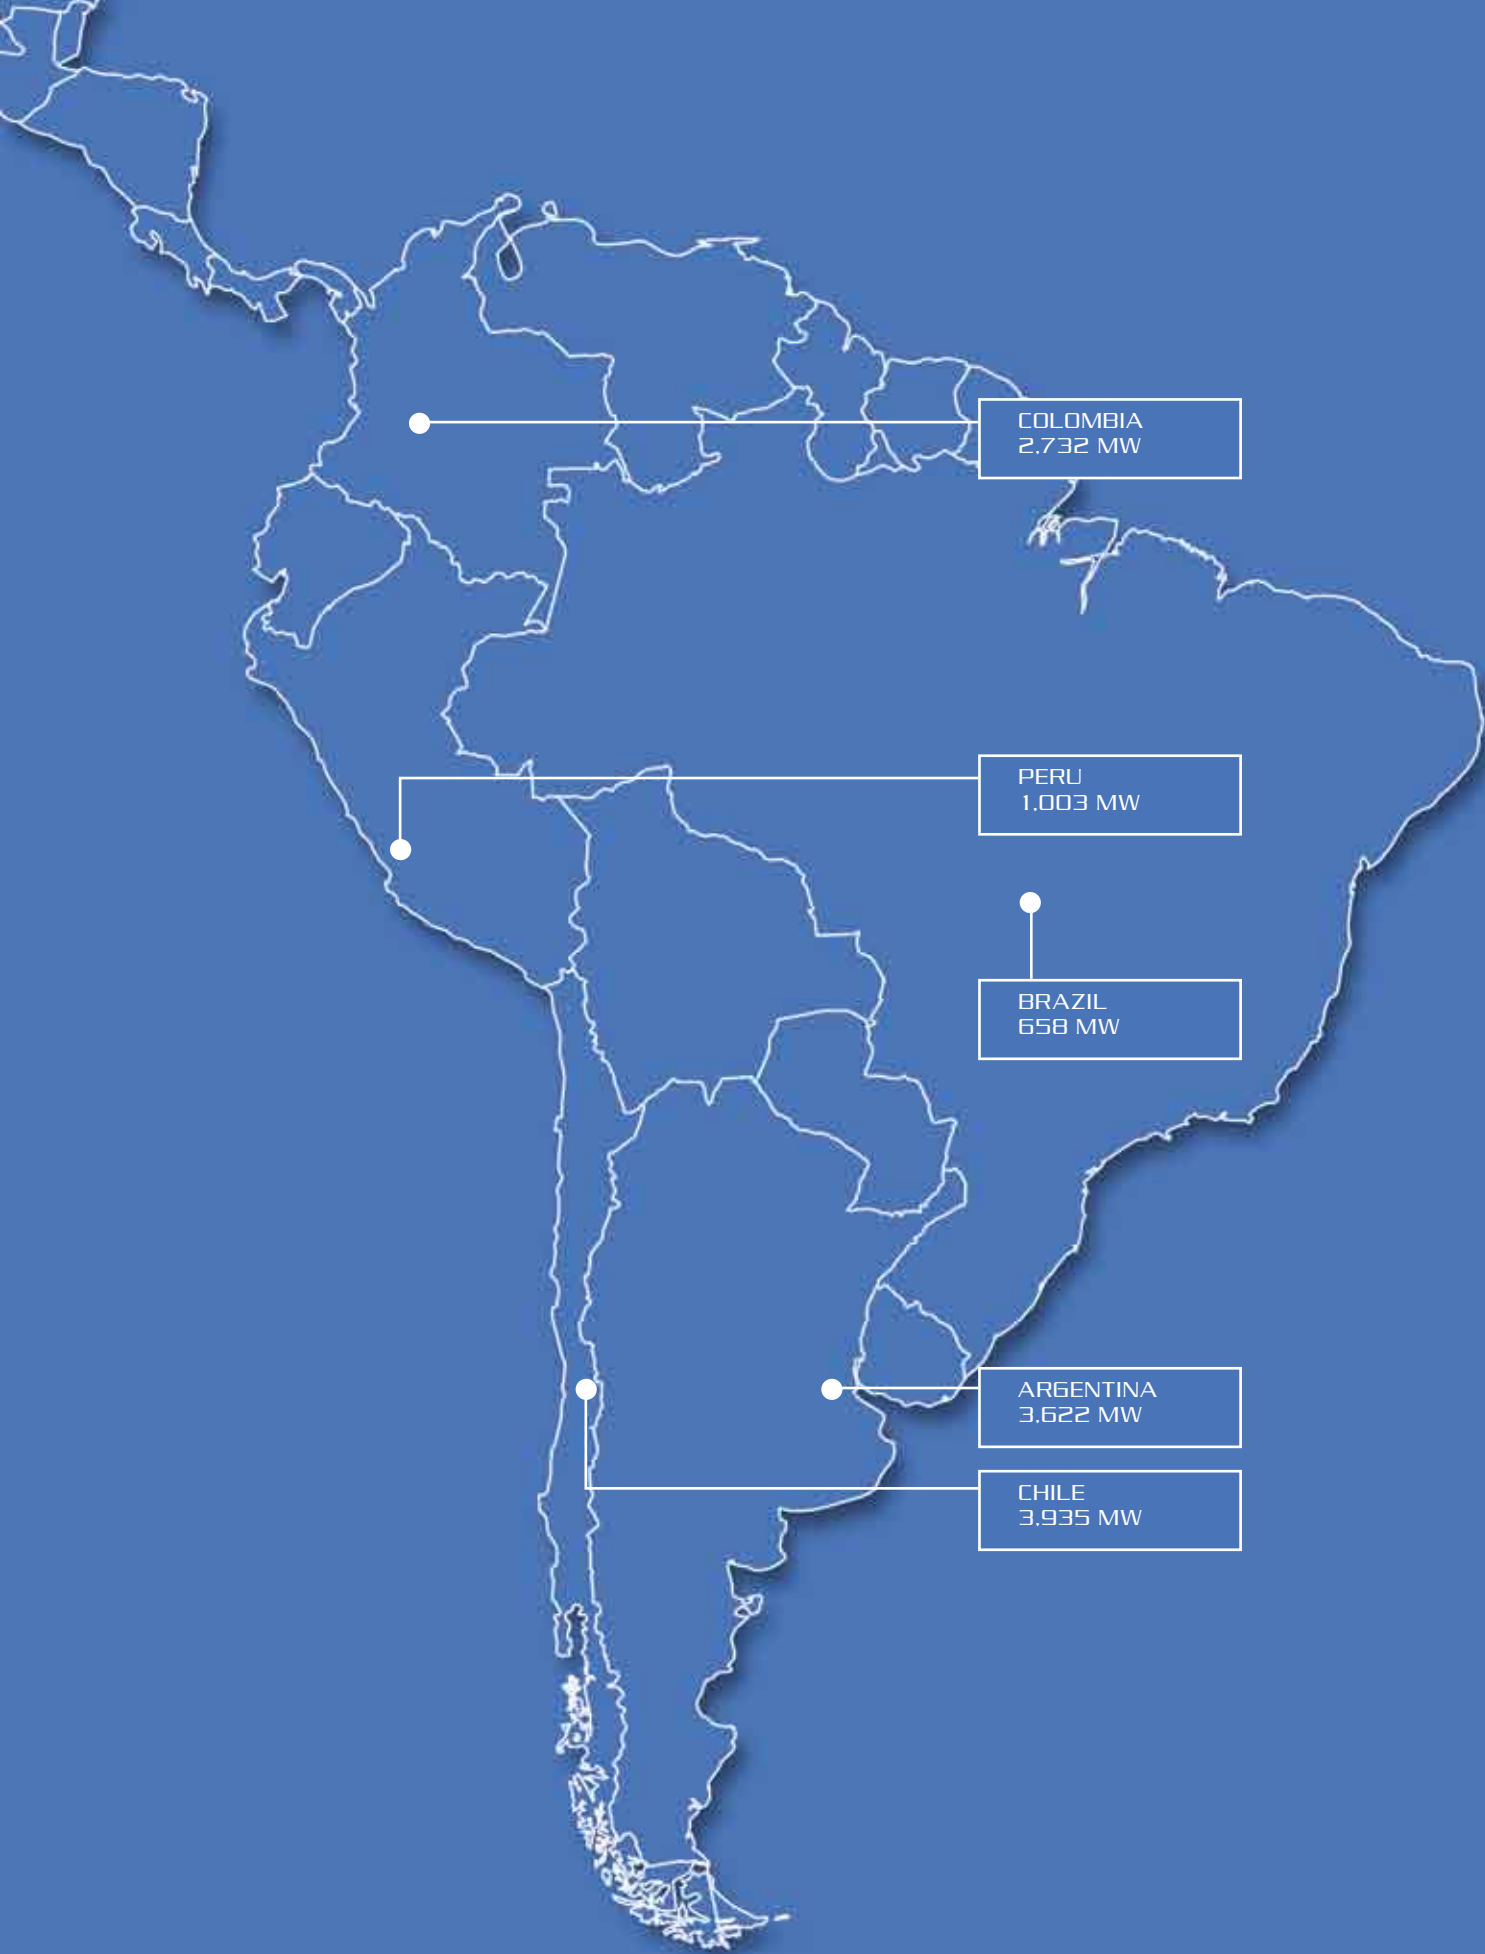 COLOMBIA
2,732 MW
PERU
1,003 MW
BRAZIL
658 MW
ARGENTINA
3,622 MW
CHILE
3,935 MW